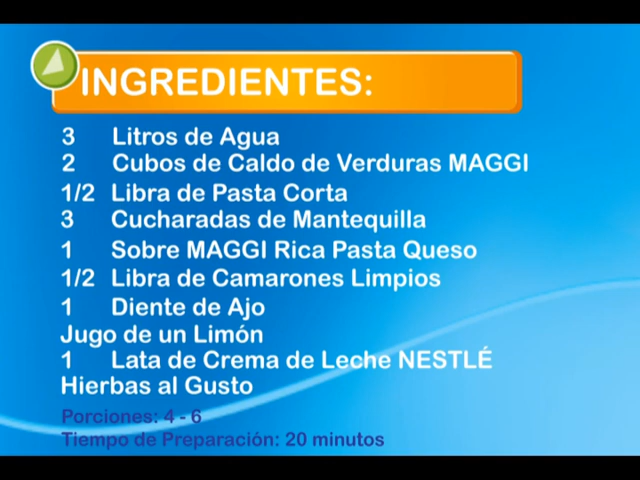 INGREDIENTES:
3 Litros de Agua
2 Cubos de Caldo de Verduras MAGGI
1/2 Libra de Pasta Corta
3 Cucharadas de Mantequilla
1 Sobre MAGGI Rica Pasta Queso
1/2 Libra de Camarones Limpios
1 Diente de Ajo
Jugo de un Limón
1 Lata de Crema de Leche NESTLÉ
Hierbas al Gusto
Porciones: 4 - 6
Tiempo de Preparación: 20 minutos